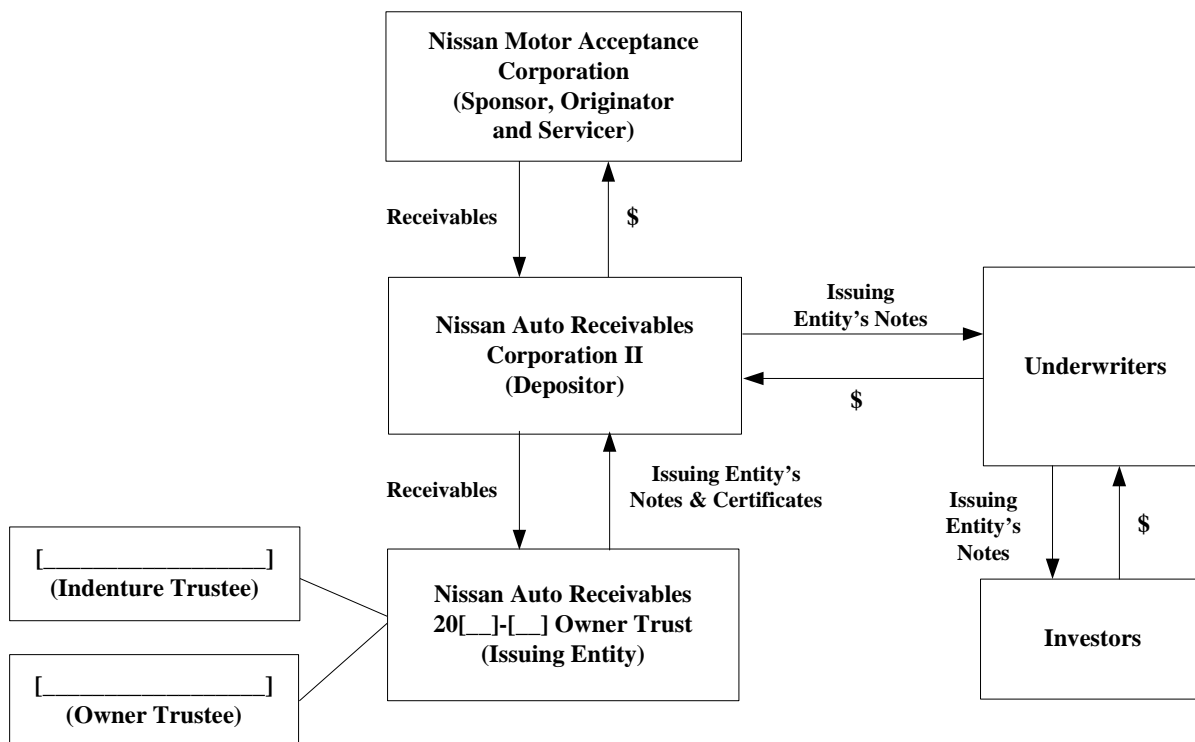 Nissan Motor Acceptance
Corporation
(Sponsor, Originator
and Servicer)
Receivables
$
Nissan Auto Receivables
Corporation II
(Depositor)
Issuing
Entity’s Notes
$
Underwriters
Receivables
Issuing Entity’s
Notes & Certificates
Issuing
Entity’s
Notes
$
[__________________]
(Indenture Trustee)
[__________________]
(Owner Trustee)
Nissan Auto Receivables
20[__]-[__] Owner Trust
(Issuing Entity)
Investors